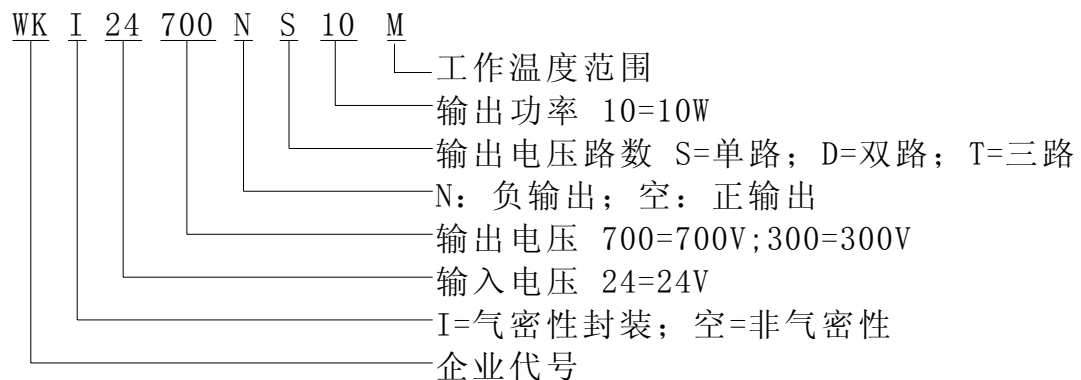 WK I 24 700 N S 10 M
工作温度范围
输出功率 10=10W
输出电压路数 S=单路；D=双路；T=三路
N：负输出；空：正输出
输出电压 700=700V;300=300V
输入电压 24=24V
I=气密性封装；空=非气密性
企业代号